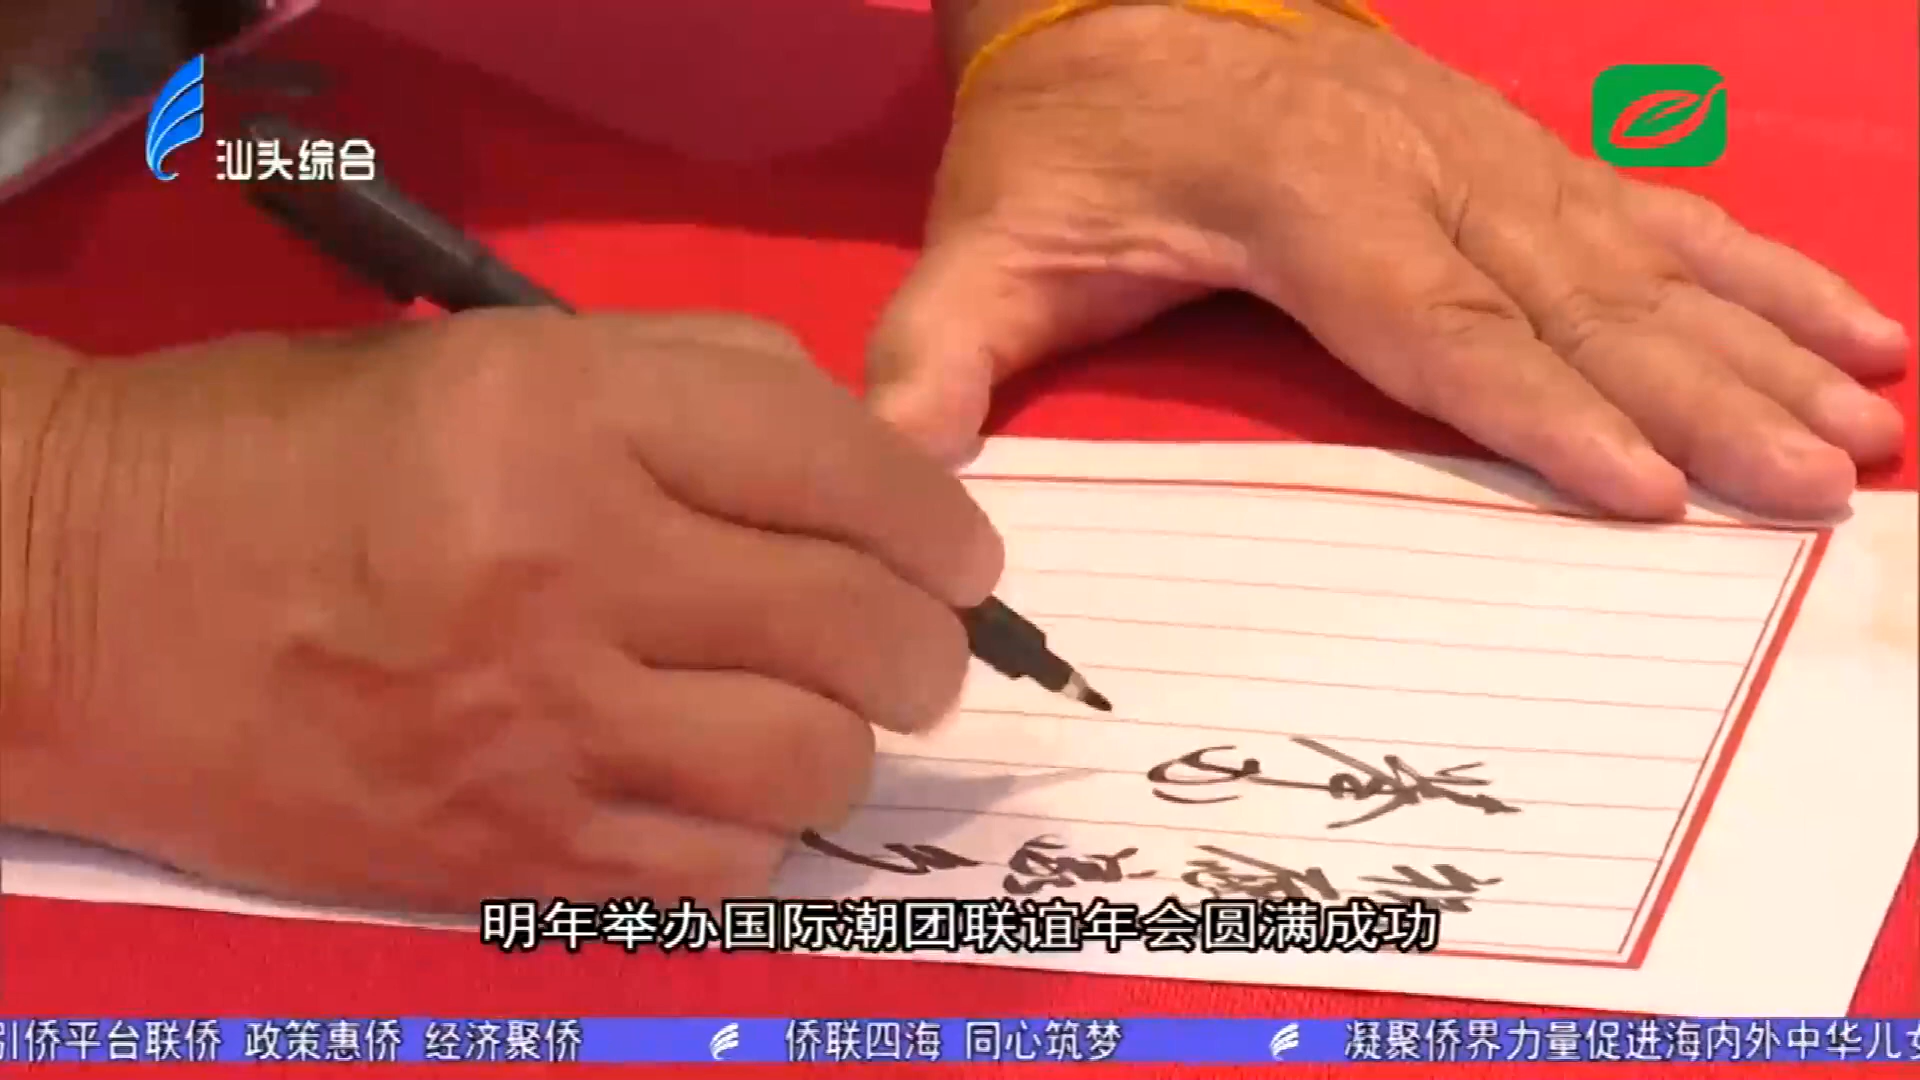 汕头综合
明年举办国际潮团联谊年会圆满成功
引侨平台联侨 政策惠侨 经济聚侨 侨联四海 同心筑梦 凝聚侨界力量促进海内外中华儿女